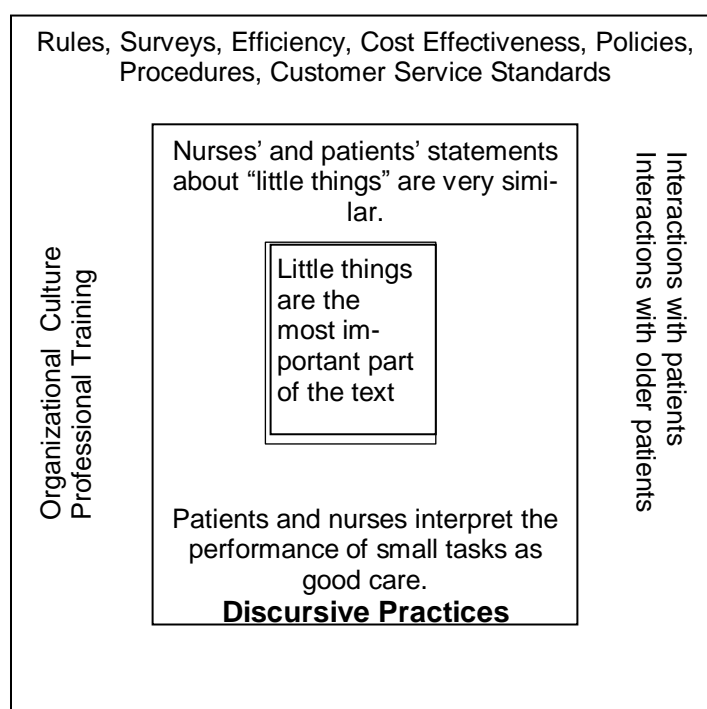 Rules, Surveys, Efficiency, Cost Effectiveness, Policies,
Procedures, Customer Service Standards
Organizational Culture
Professional Training
Nurses’ and patients’ statements
about “little things” are very simi-
lar.
Little things
are the
most im-
portant part
of the text
Patients and nurses interpret the
performance of small tasks as
good care.
Discursive Practices
Interactions with patients
Interactions with older patients